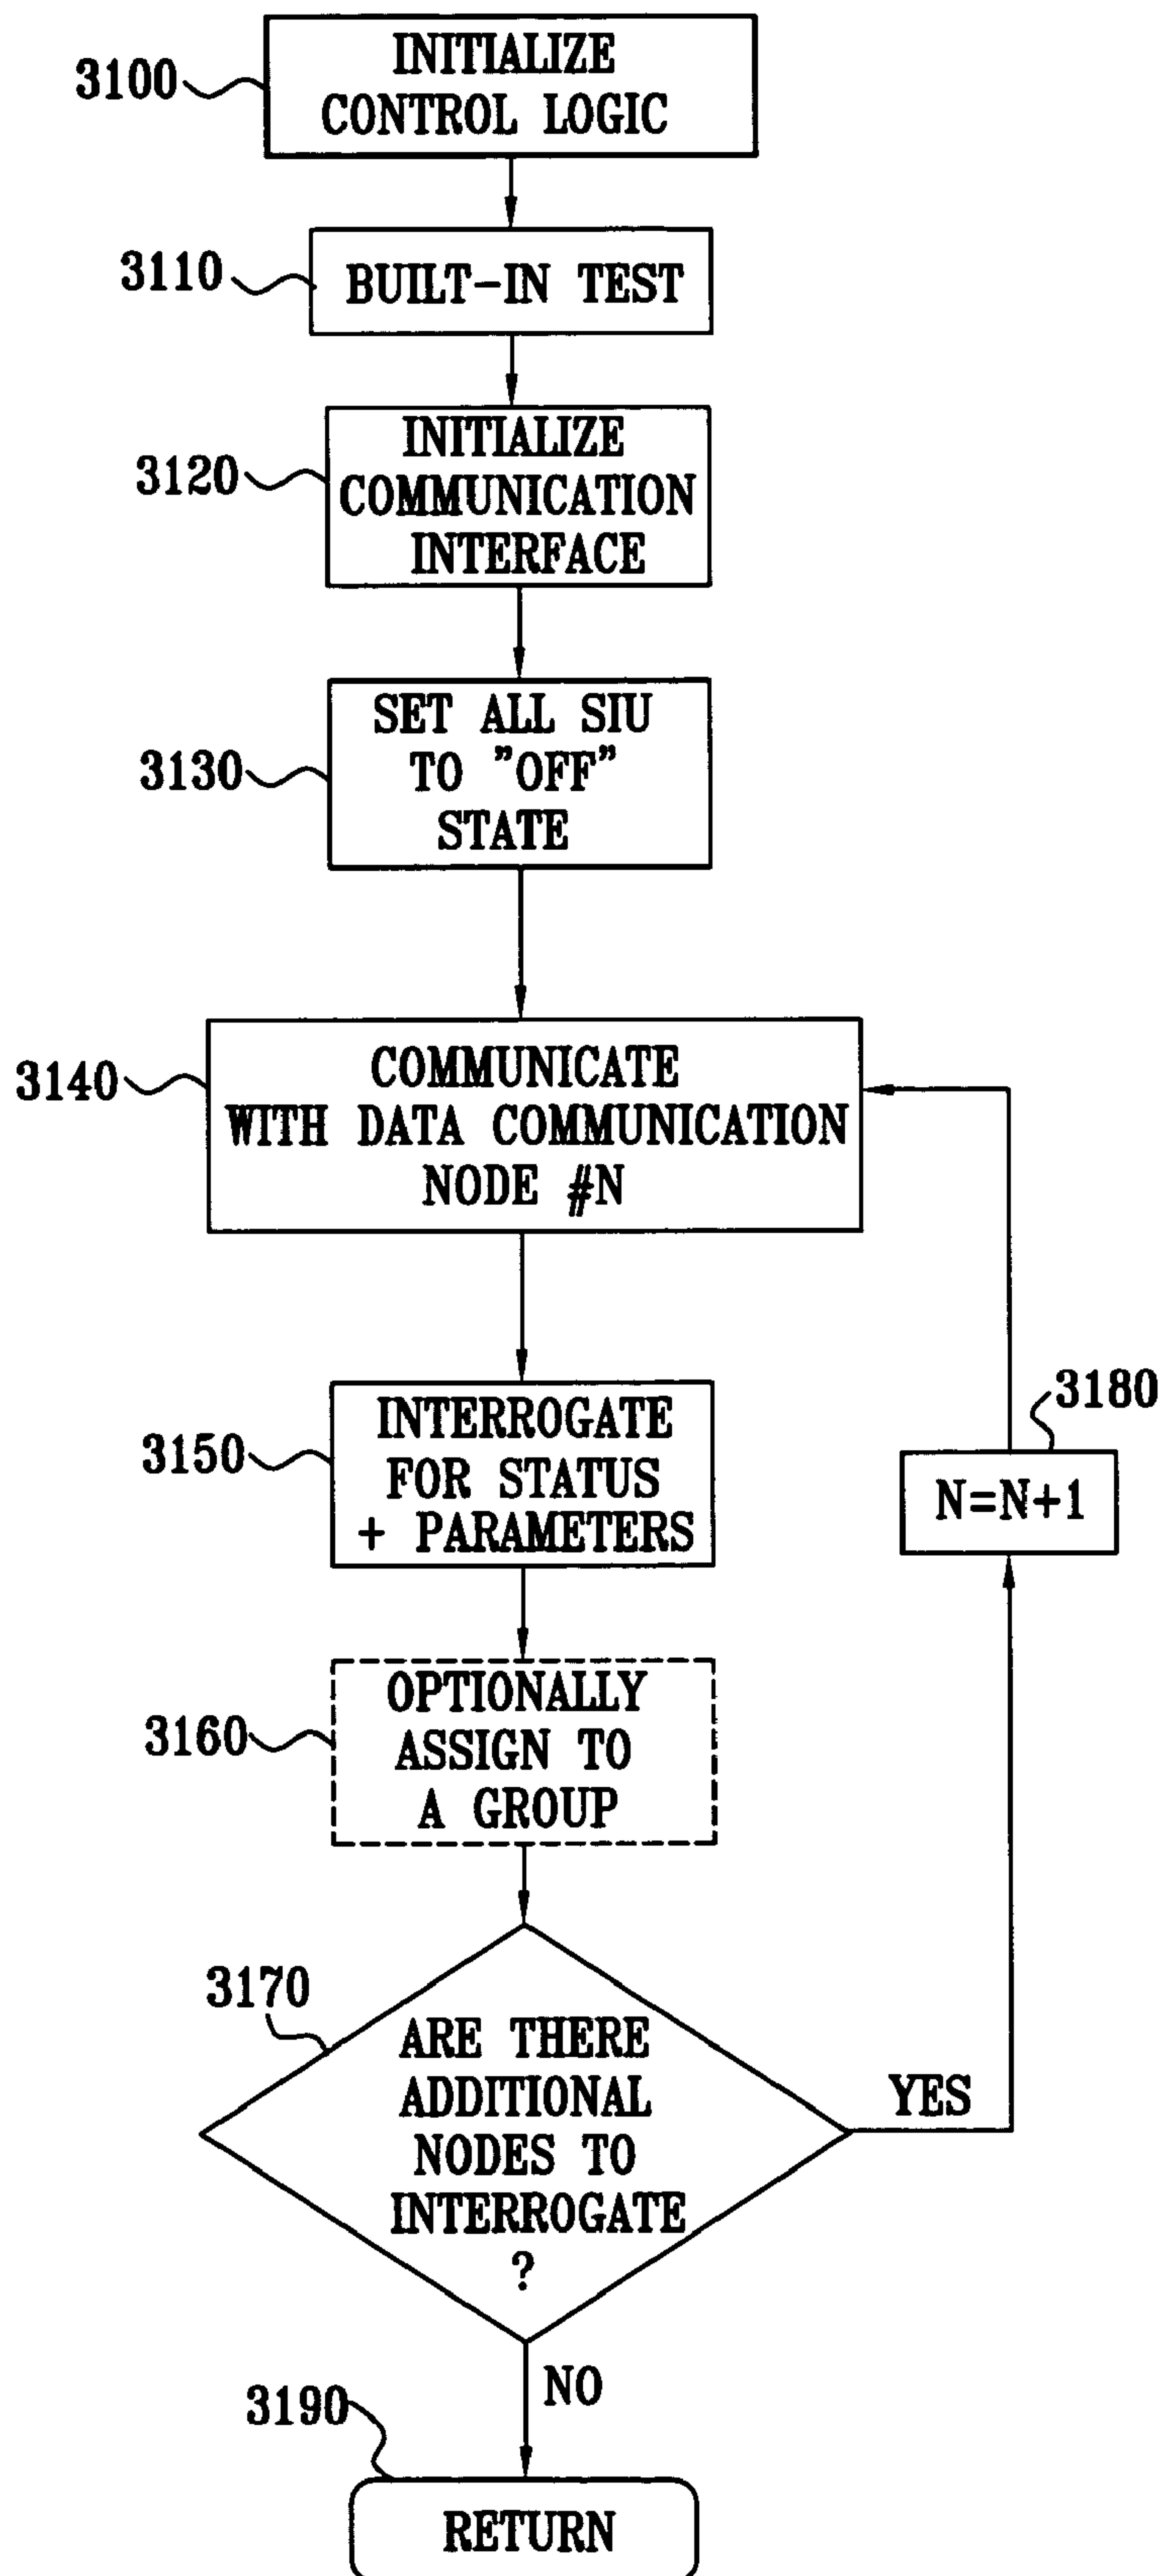 3100
INITIALIZE
CONTROL LOGIC
3110
BUILT-IN TEST
3120
INITIALIZE
COMMUNICATION
INTERFACE
3130
SET ALL SIU
TO "OFF"
STATE
3140
COMMUNICATE
WITH DATA COMMUNICATION
NODE #N
3150
INTERROGATE
FOR STATUS
+ PARAMETERS
3180
N=N+1
3160
OPTIONALLY
ASSIGN TO
A GROUP
3170
ARE THERE
ADDITIONAL
NODES TO
INTERROGATE
?
YES
NO
3190
RETURN